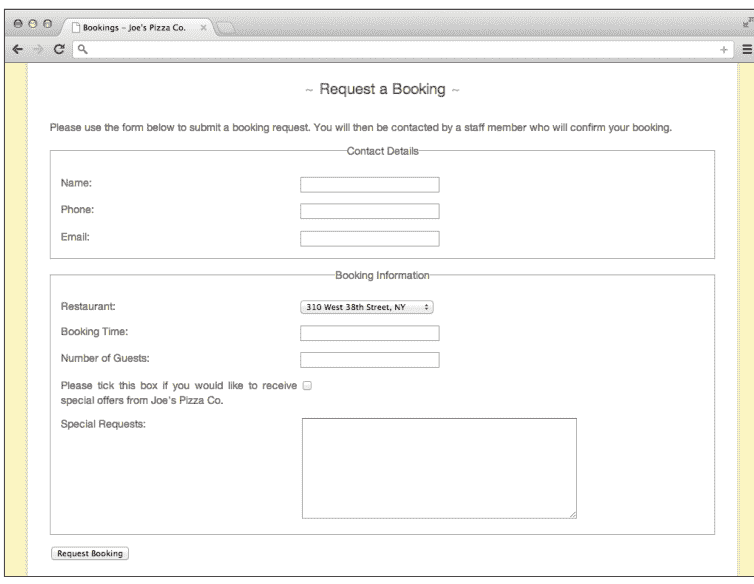 Bookings – Joe's Pizza Co.
~ Request a Booking ~
Please use the form below to submit a booking request. You will then be contacted by a staff member who will confirm your booking.
Contact Details
Name:
Phone:
Email:
Booking Information
Restaurant: 310 West 38th Street, NY
Booking Time:
Number of Guests:
Please tick this box if you would like to receive
special offers from Joe's Pizza Co.
Special Requests:
Request Booking